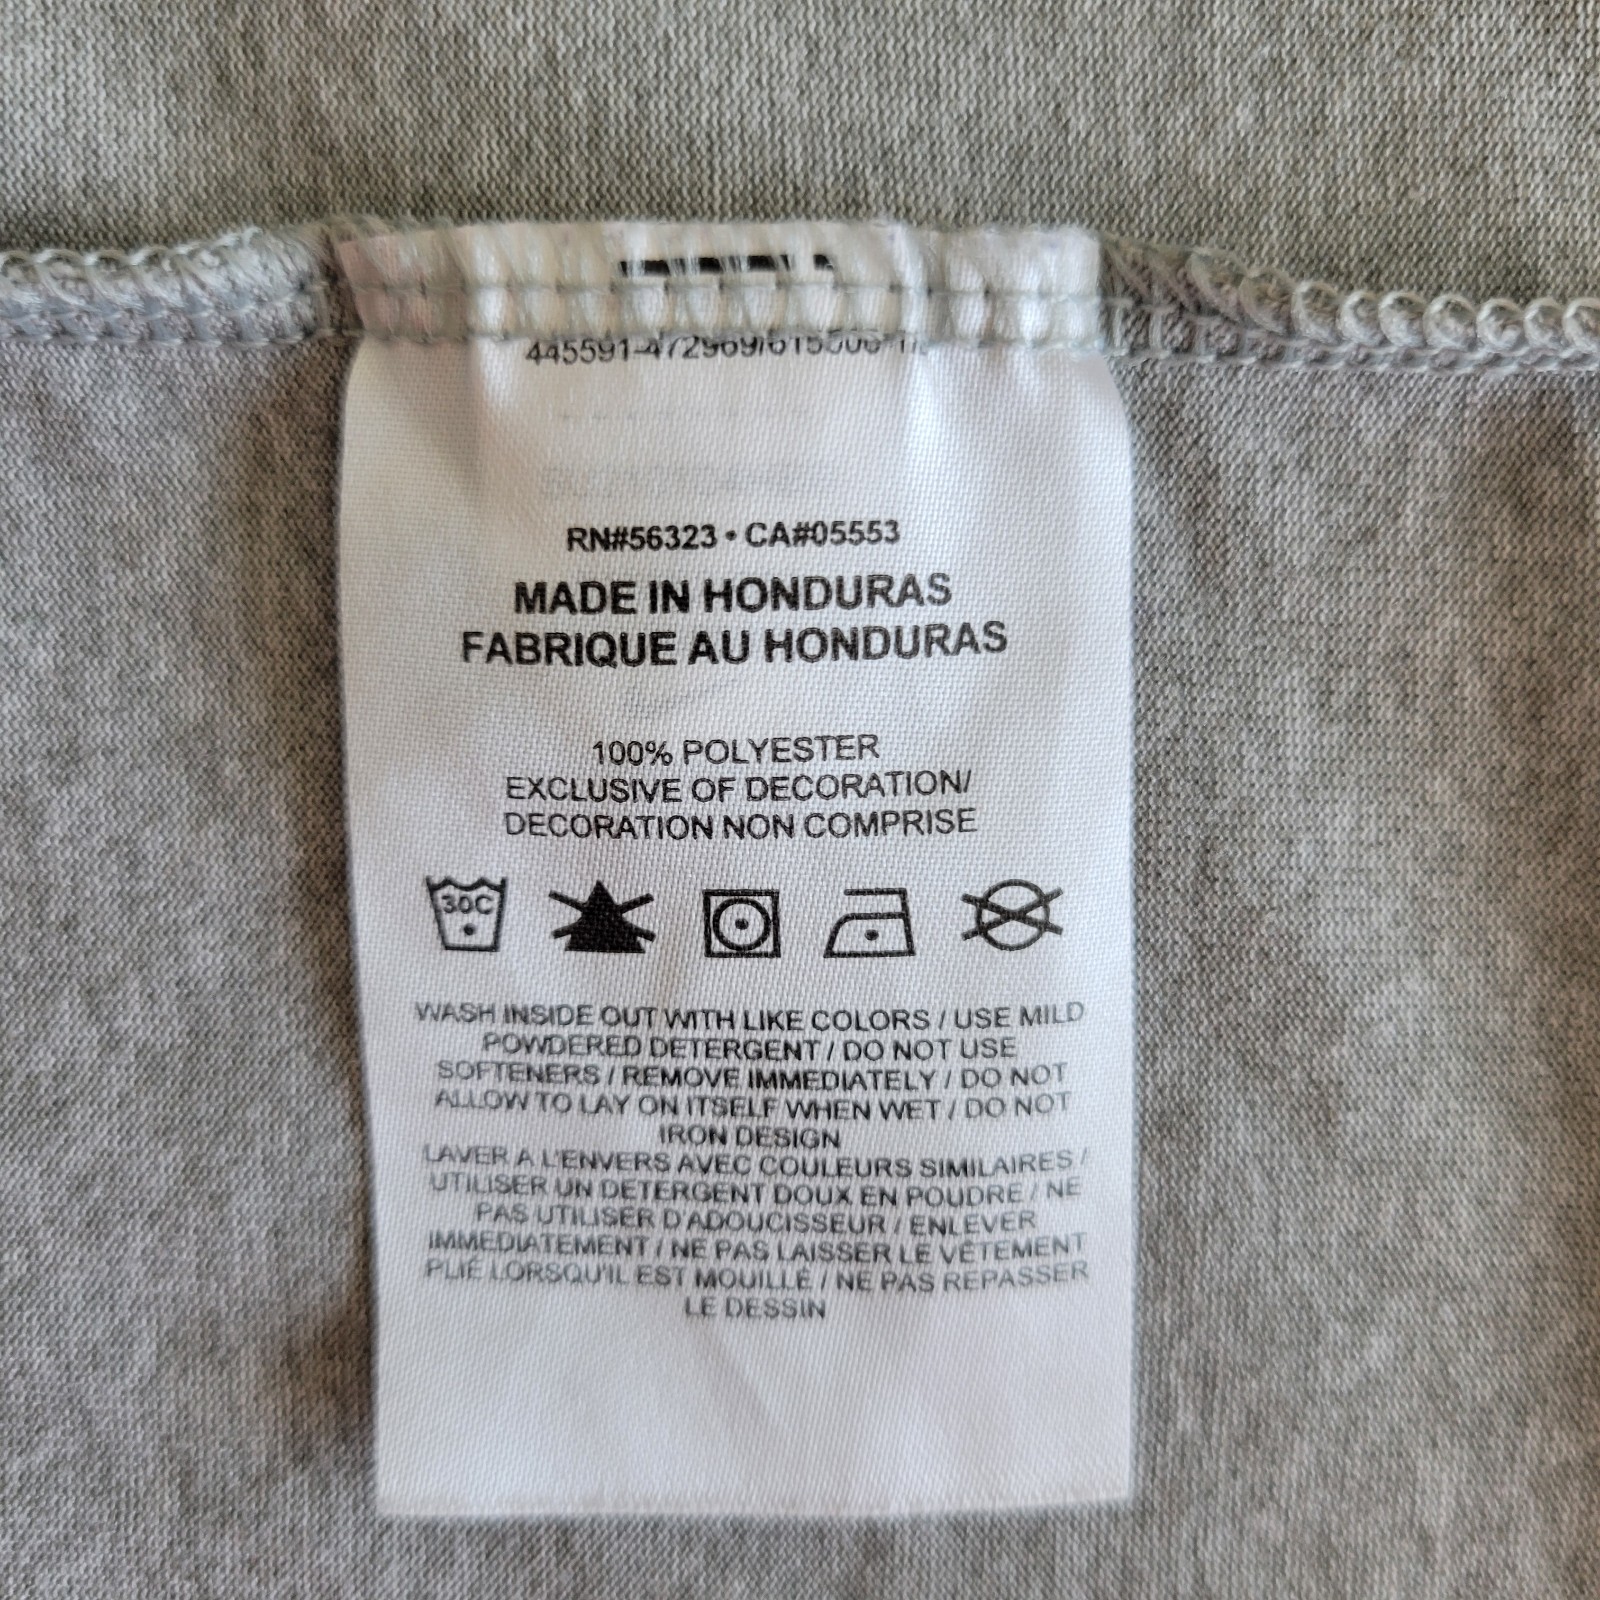 RN#56323 • CA#05553
MADE IN HONDURAS
FABRIQUE AU HONDURAS
100% POLYESTER
EXCLUSIVE OF DECORATION/
DECORATION NON COMPRISE
30C
WASH INSIDE OUT WITH LIKE COLORS / USE MILD
POWDERED DETERGENT / DO NOT USE
SOFTENERS / REMOVE IMMEDIATELY / DO NOT
ALLOW TO LAY ON ITSELF WHEN WET / DO NOT
IRON DESIGN
LAVER A L'ENVERS AVEC COULEURS SIMILAIRES /
UTILISER UN DETERGENT DOUX EN POUDRE / NE
PAS UTILISER D'ADOUCISSEUR / ENLEVER
IMMEDIATEMENT / NE PAS LAISSER LE VÊTEMENT
PLIÉ LORSQU'IL EST MOUILLÉ / NE PAS REPASSER
LE DESSIN